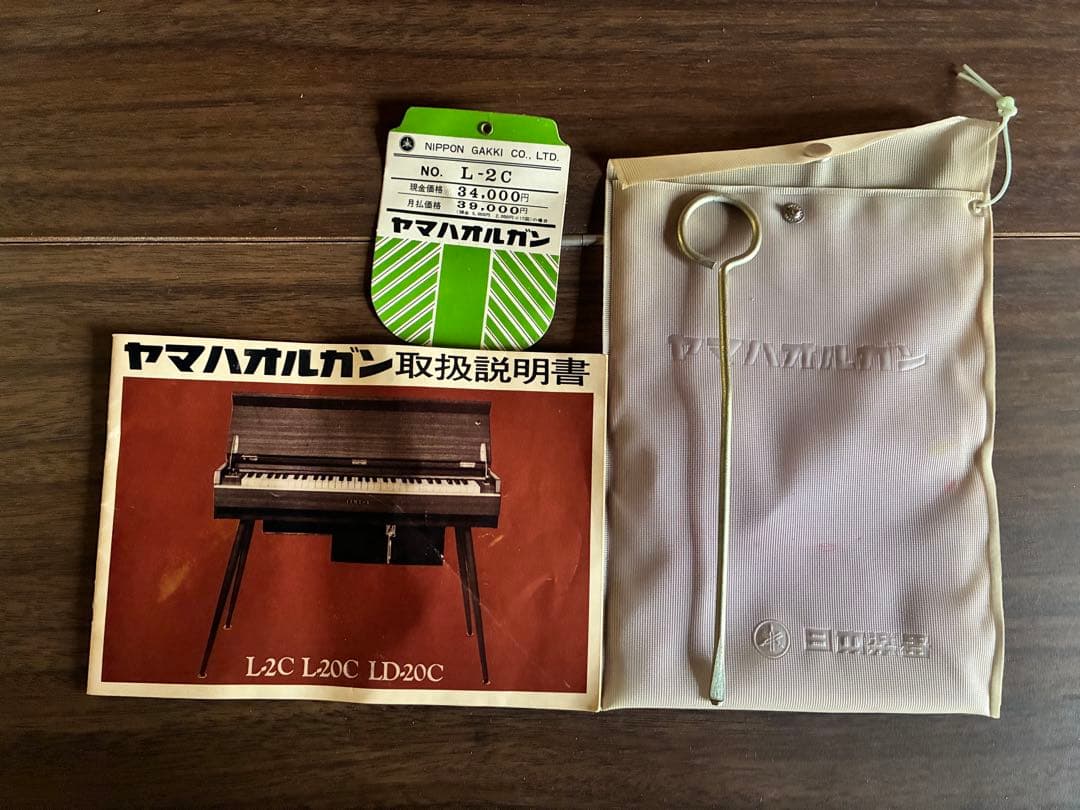 NIPPON GAKKI CO., LTD.
NO. L-2C
現金価格 34,000円
月払価格 39,000円
ヤマハオルガン
ヤマハオルガン取扱説明書
L-2C L-20C LD-20C
ヤマハオルガン
日本楽器